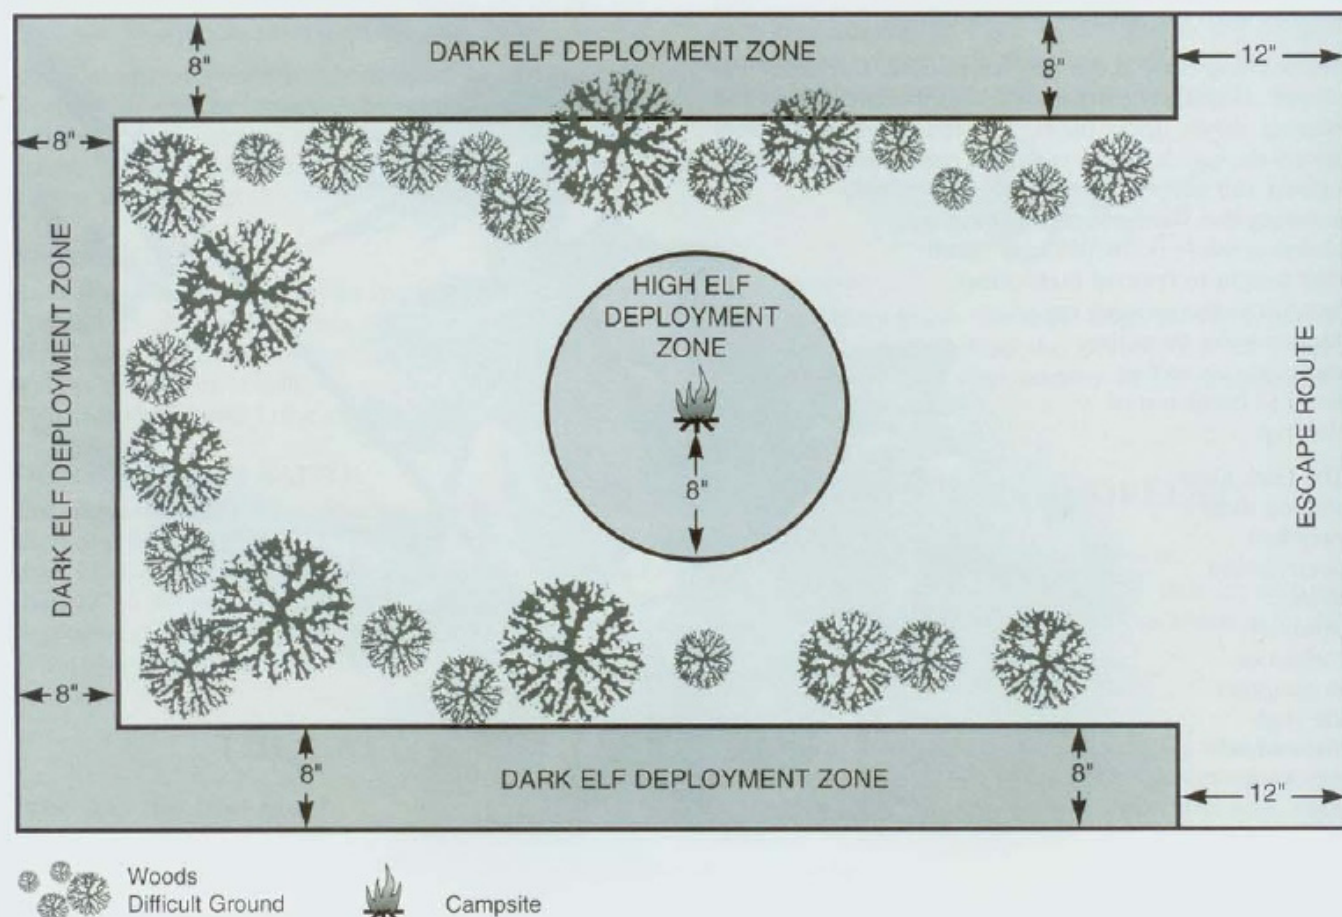 DARK ELF DEPLOYMENT ZONE
8"
8"
12"
8"
DARK ELF DEPLOYMENT ZONE
HIGH ELF
DEPLOYMENT
ZONE
8"
ESCAPE ROUTE
8"
8"
DARK ELF DEPLOYMENT ZONE
8"
12"
Woods
Difficult Ground
Campsite